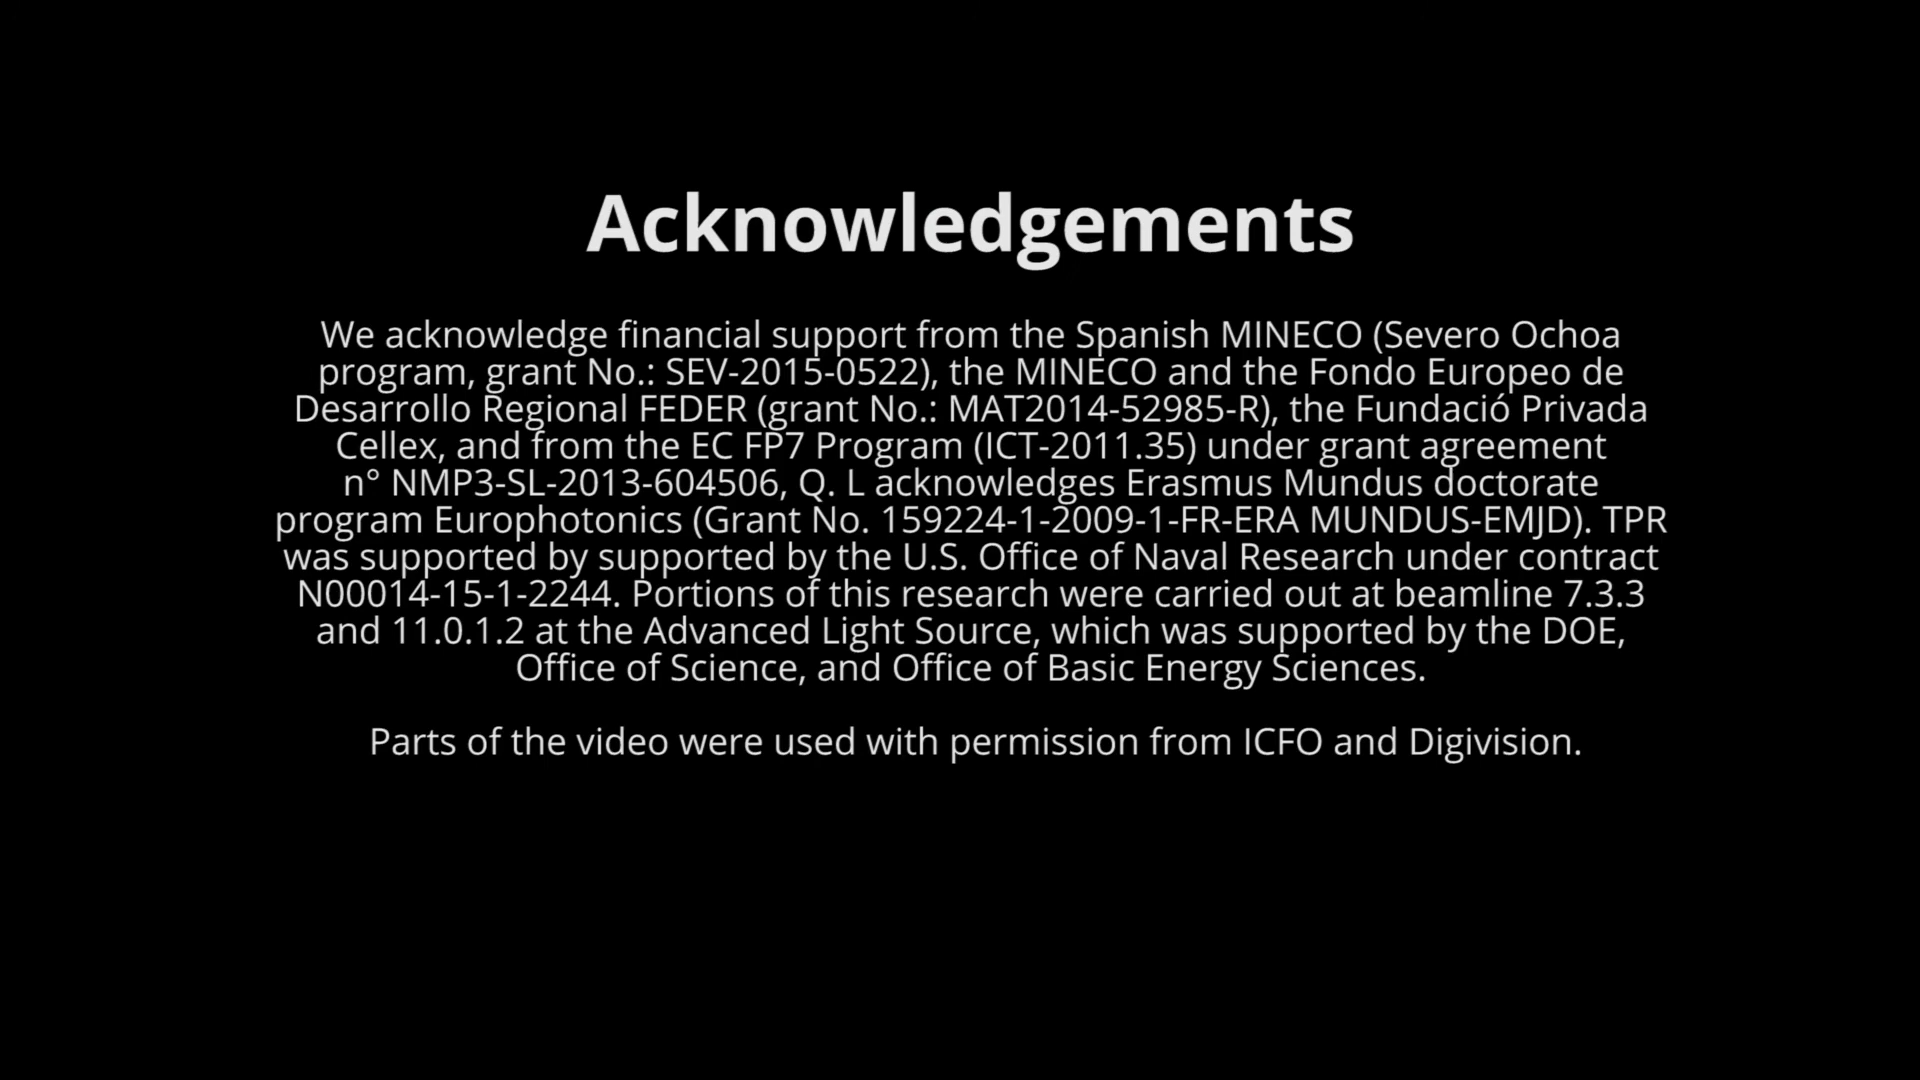 Acknowledgements
We acknowledge financial support from the Spanish MINECO (Severo Ochoa
program, grant No.: SEV-2015-0522), the MINECO and the Fondo Europeo de
Desarrollo Regional FEDER (grant No.: MAT2014-52985-R), the Fundació Privada
Cellex, and from the EC FP7 Program (ICT-2011.35) under grant agreement
n° NMP3-SL-2013-604506, Q. L acknowledges Erasmus Mundus doctorate
program Europhotonics (Grant No. 159224-1-2009-1-FR-ERA MUNDUS-EMJD). TPR
was supported by supported by the U.S. Office of Naval Research under contract
N00014-15-1-2244. Portions of this research were carried out at beamline 7.3.3
and 11.0.1.2 at the Advanced Light Source, which was supported by the DOE,
Office of Science, and Office of Basic Energy Sciences.
Parts of the video were used with permission from ICFO and Digivision.